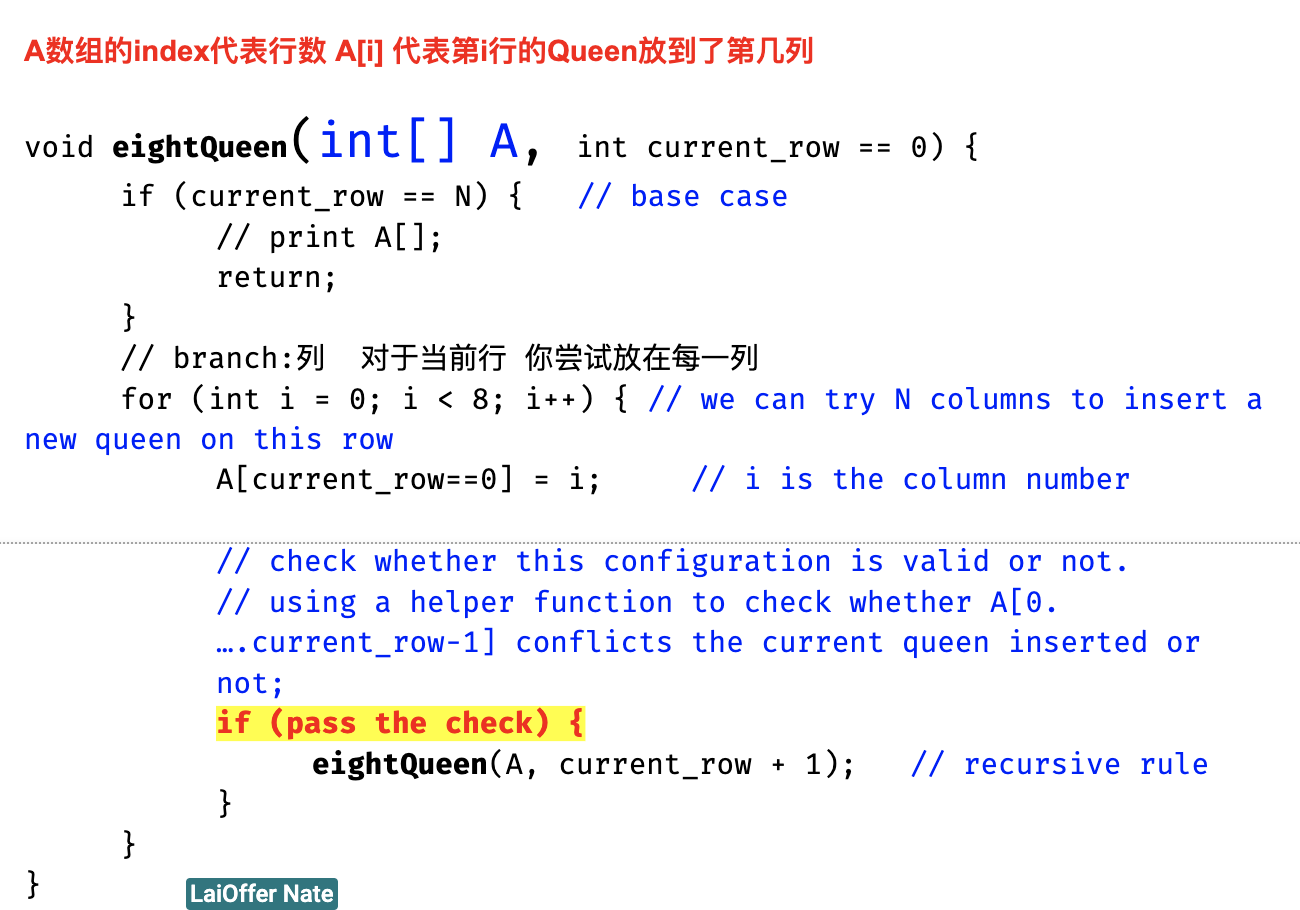 A数组的index代表行数 A[i] 代表第i行的Queen放到了第几列
void eightQueen(int[] A, int current_row == 0) {
if (current_row == N) { // base case
// print A[];
return;
}
// branch:列 对于当前行 你尝试放在每一列
for (int i = 0; i < 8; i++) { // we can try N columns to insert a
new queen on this row
A[current_row==0] = i; // i is the column number
// check whether this configuration is valid or not.
// using a helper function to check whether A[0.
….current_row-1] conflicts the current queen inserted or
not;
if (pass the check) {
eightQueen(A, current_row + 1); // recursive rule
}
}
}
LaiOffer Nate